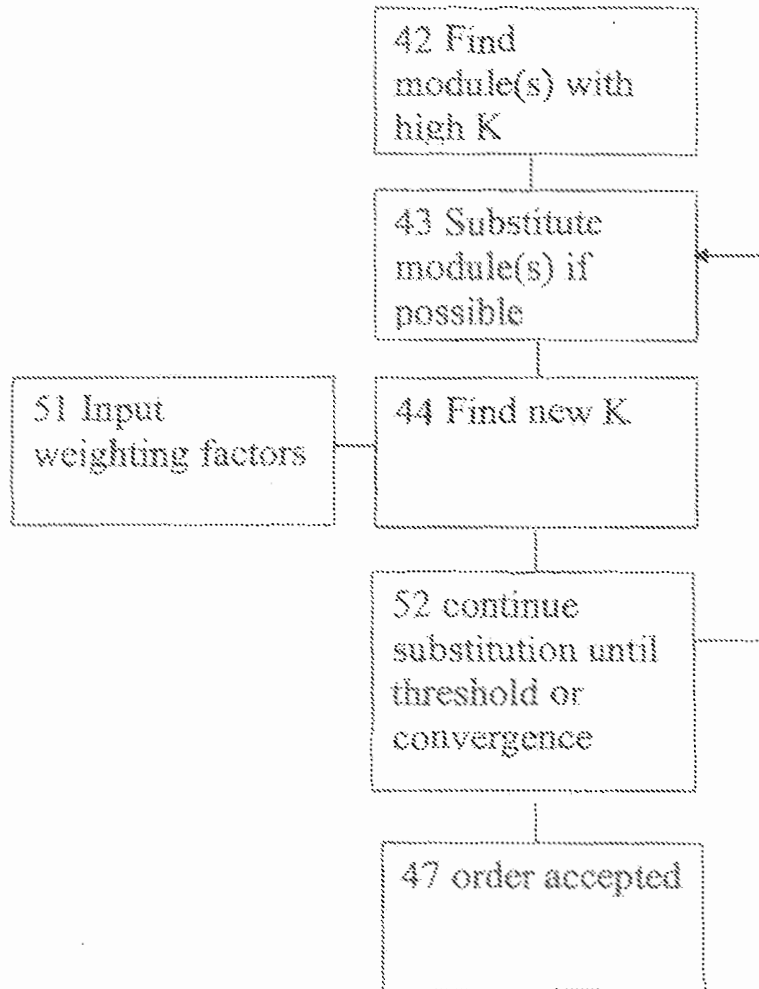 42 Find
module(s) with
high K
43 Substitute
module(s) if
possible
51 Input
weighting factors
44 Find new K
52 continue
substitution until
threshold or
convergence
47 order accepted